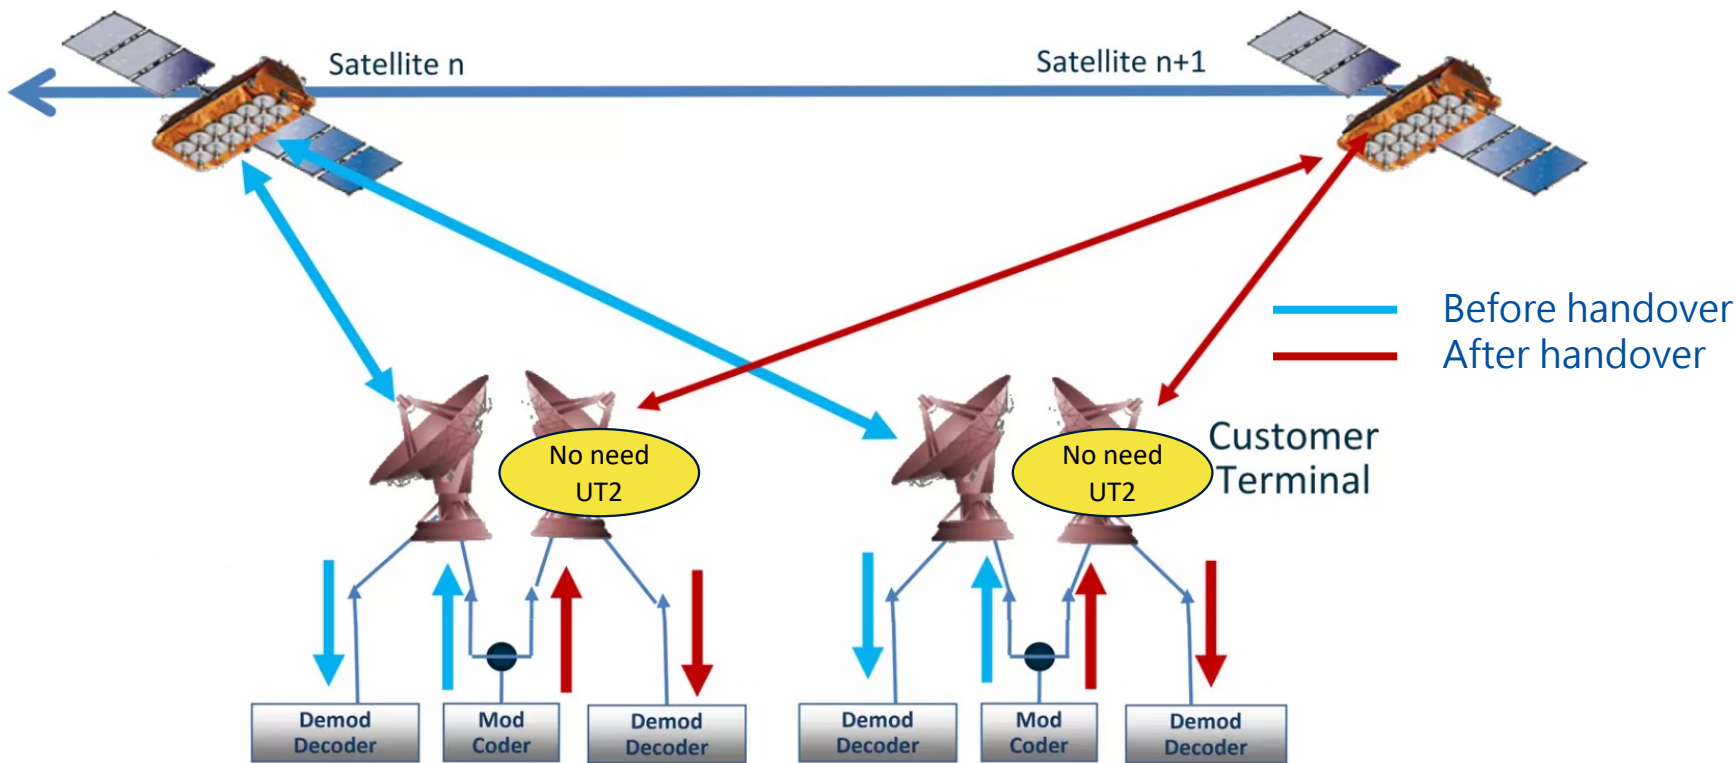 Satellite n
Satellite n+1
Before handover
After handover
No need
UT2
No need
UT2
Customer
Terminal
Demod
Decoder
Mod
Coder
Demod
Decoder
Demod
Decoder
Mod
Coder
Demod
Decoder